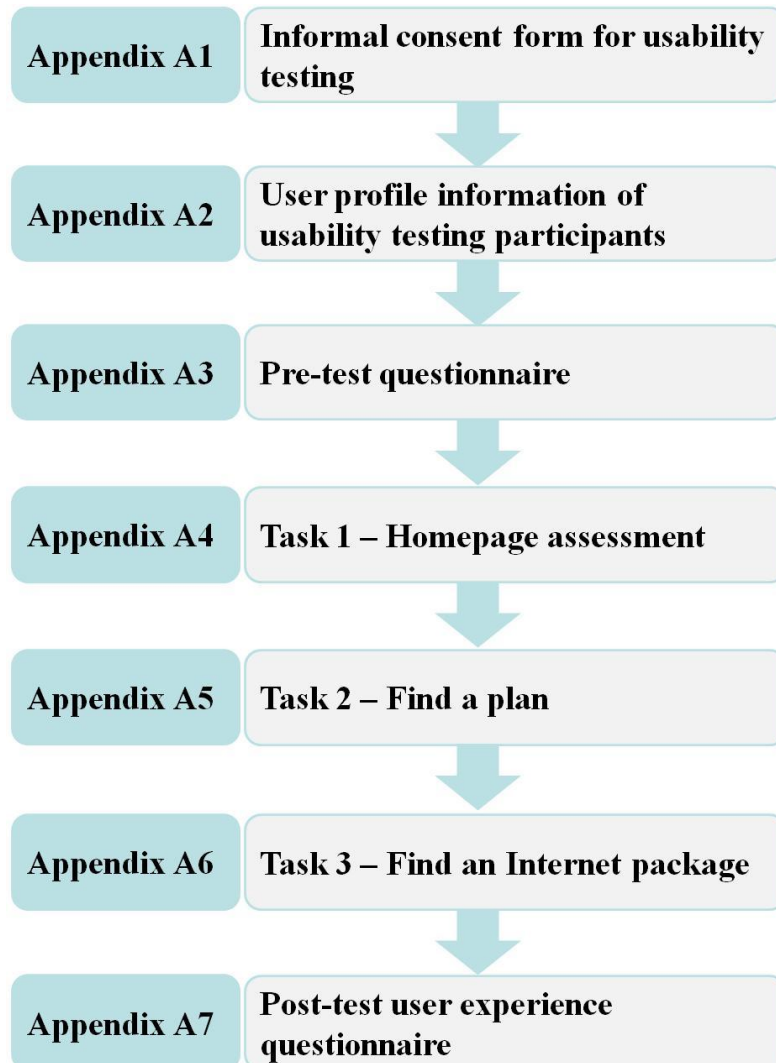 Appendix A1
Informal consent form for usability
testing
Appendix A2
User profile information of
usability testing participants
Appendix A3
Pre-test questionnaire
Appendix A4
Task 1 – Homepage assessment
Appendix A5
Task 2 – Find a plan
Appendix A6
Task 3 – Find an Internet package
Appendix A7
Post-test user experience
questionnaire